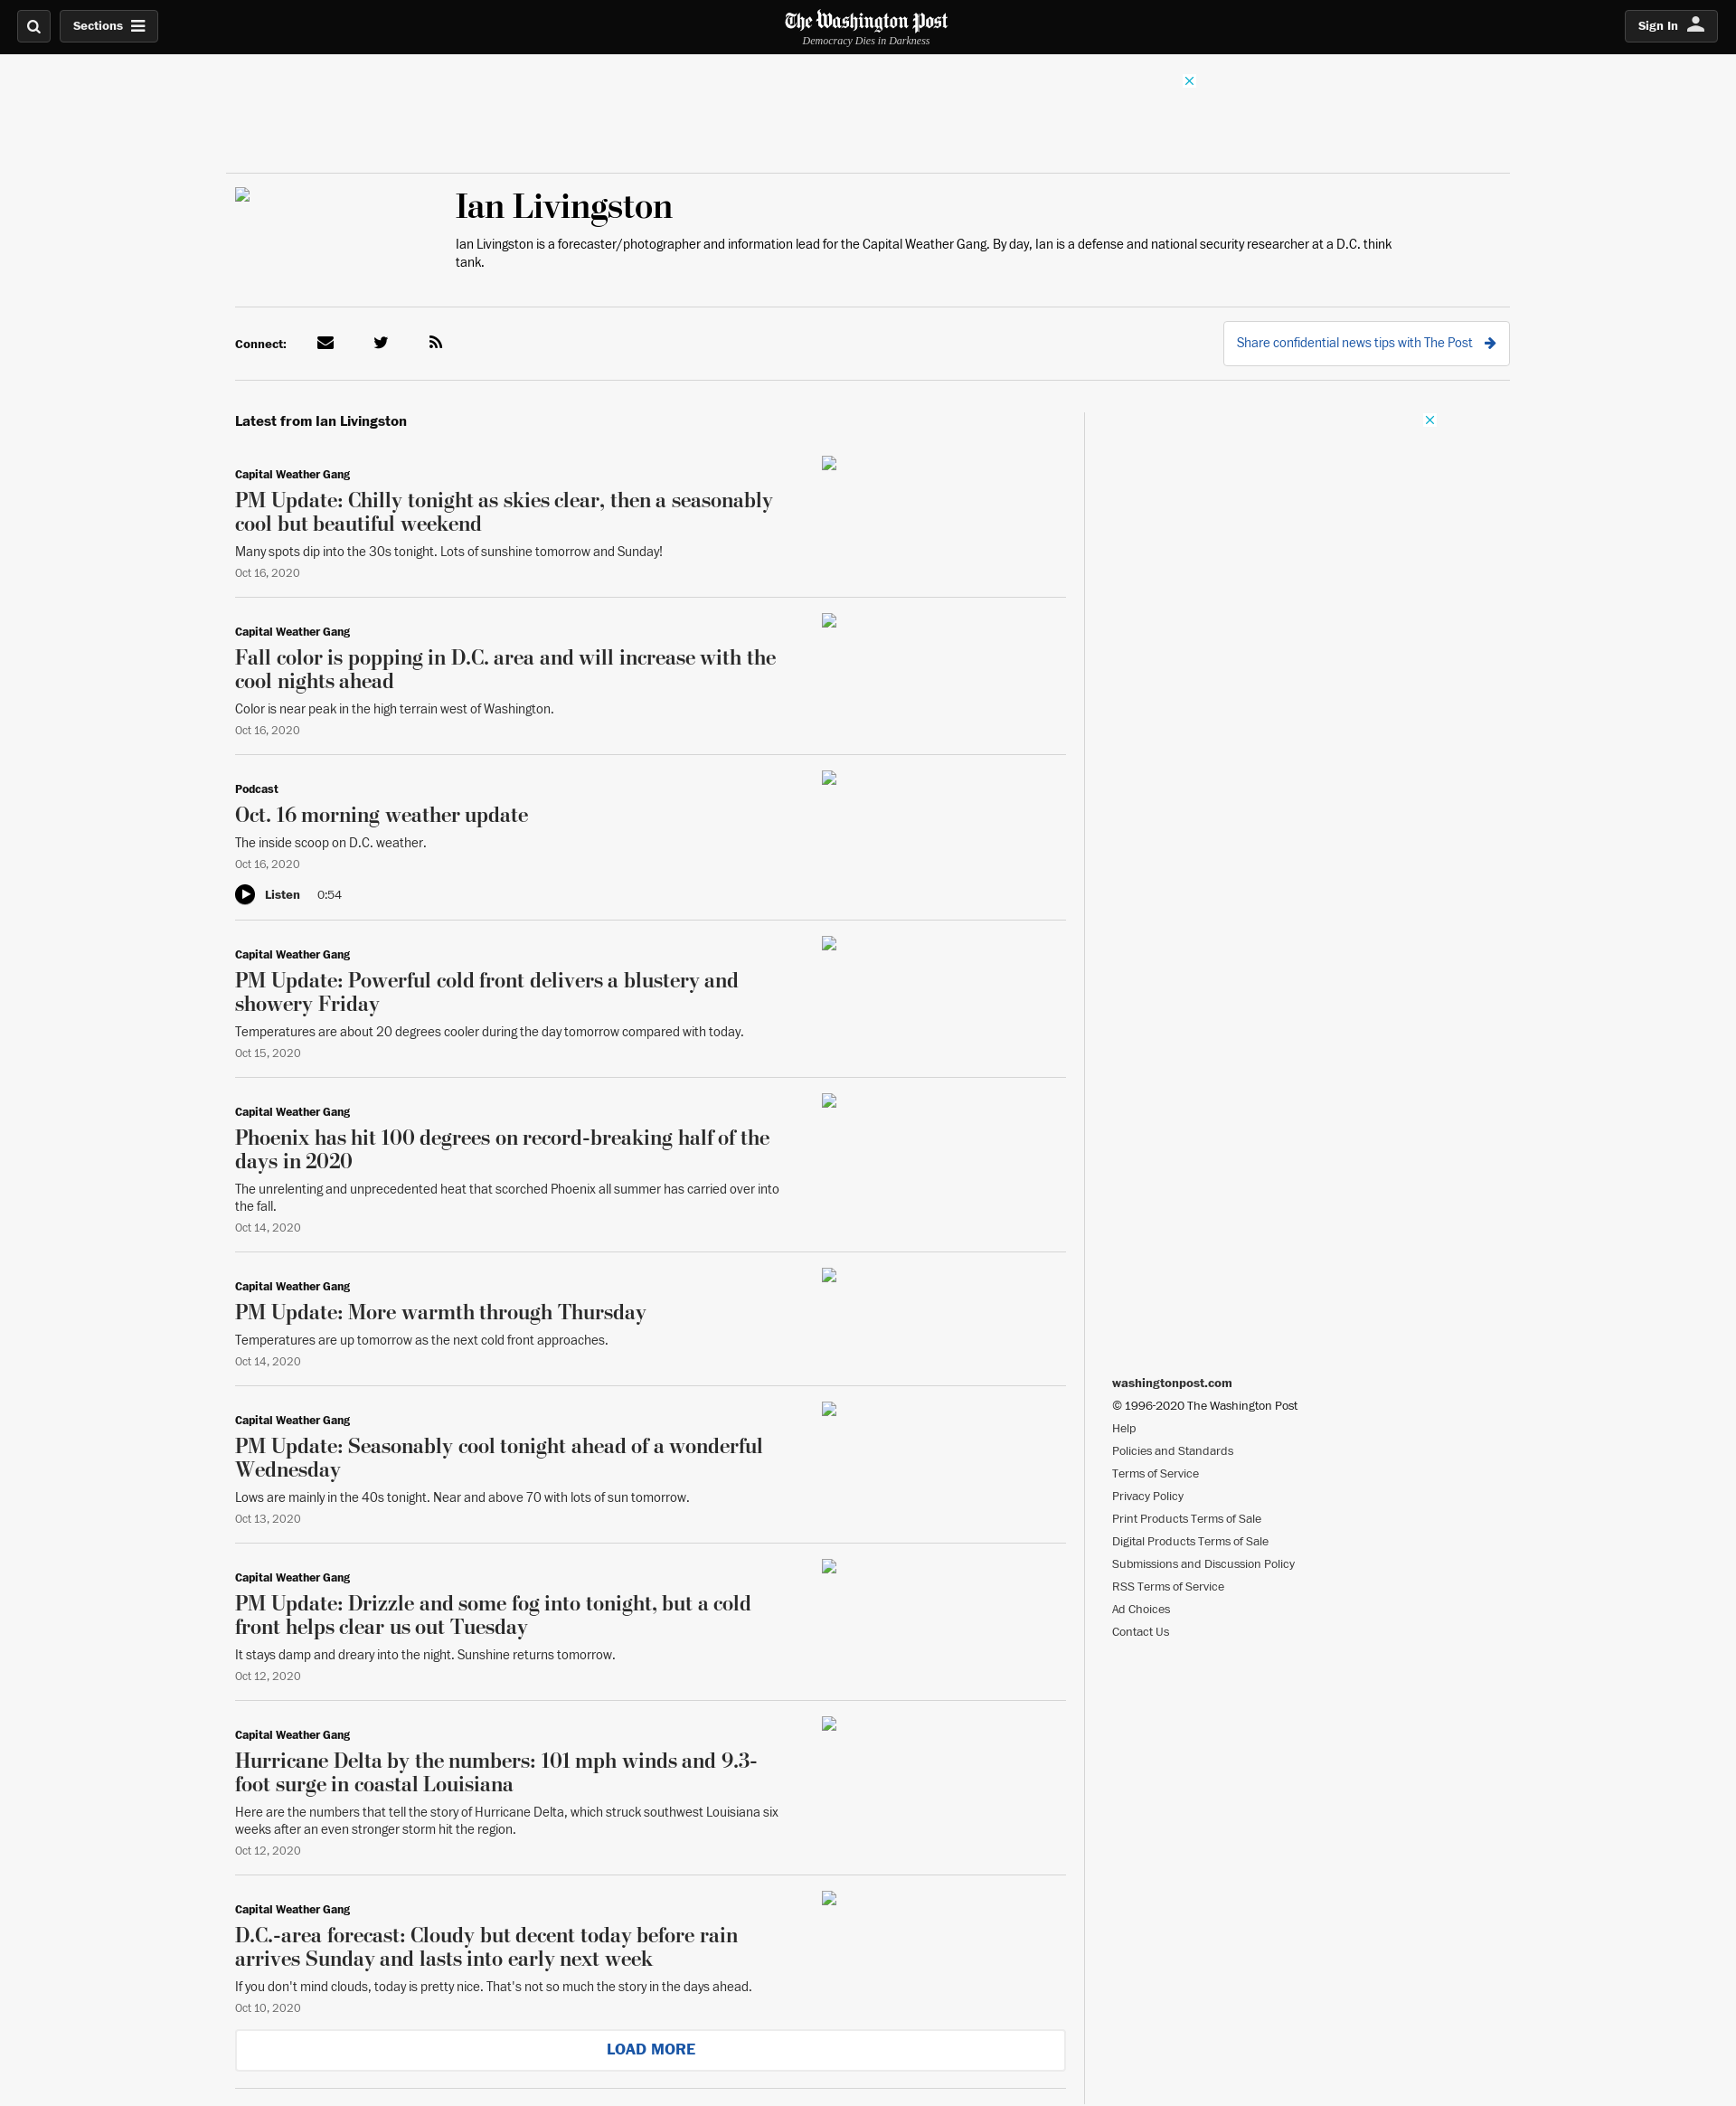 Sections
The Washington Post
Democracy Dies in Darkness
Sign In
Ian Livingston
Ian Livingston is a forecaster/photographer and information lead for the Capital Weather Gang. By day, Ian is a defense and national security researcher at a D.C. think
tank.
Connect:
Share confidential news tips with The Post
Latest from Ian Livingston
Capital Weather Gang
PM Update: Chilly tonight as skies clear, then a seasonably
cool but beautiful weekend
Many spots dip into the 30s tonight. Lots of sunshine tomorrow and Sunday!
Oct 16, 2020
Capital Weather Gang
Fall color is popping in D.C. area and will increase with the
cool nights ahead
Color is near peak in the high terrain west of Washington.
Oct 16, 2020
Podcast
Oct. 16 morning weather update
The inside scoop on D.C. weather.
Oct 16, 2020
Listen 0:54
Capital Weather Gang
PM Update: Powerful cold front delivers a blustery and
showery Friday
Temperatures are about 20 degrees cooler during the day tomorrow compared with today.
Oct 15, 2020
Capital Weather Gang
Phoenix has hit 100 degrees on record-breaking half of the
days in 2020
The unrelenting and unprecedented heat that scorched Phoenix all summer has carried over into
the fall.
Oct 14, 2020
Capital Weather Gang
PM Update: More warmth through Thursday
Temperatures are up tomorrow as the next cold front approaches.
Oct 14, 2020
Capital Weather Gang
PM Update: Seasonably cool tonight ahead of a wonderful
Wednesday
Lows are mainly in the 40s tonight. Near and above 70 with lots of sun tomorrow.
Oct 13, 2020
Capital Weather Gang
PM Update: Drizzle and some fog into tonight, but a cold
front helps clear us out Tuesday
It stays damp and dreary into the night. Sunshine returns tomorrow.
Oct 12, 2020
Capital Weather Gang
Hurricane Delta by the numbers: 101 mph winds and 9.3-
foot surge in coastal Louisiana
Here are the numbers that tell the story of Hurricane Delta, which struck southwest Louisiana six
weeks after an even stronger storm hit the region.
Oct 12, 2020
Capital Weather Gang
D.C.-area forecast: Cloudy but decent today before rain
arrives Sunday and lasts into early next week
If you don't mind clouds, today is pretty nice. That's not so much the story in the days ahead.
Oct 10, 2020
LOAD MORE
washingtonpost.com
© 1996-2020 The Washington Post
Help
Policies and Standards
Terms of Service
Privacy Policy
Print Products Terms of Sale
Digital Products Terms of Sale
Submissions and Discussion Policy
RSS Terms of Service
Ad Choices
Contact Us